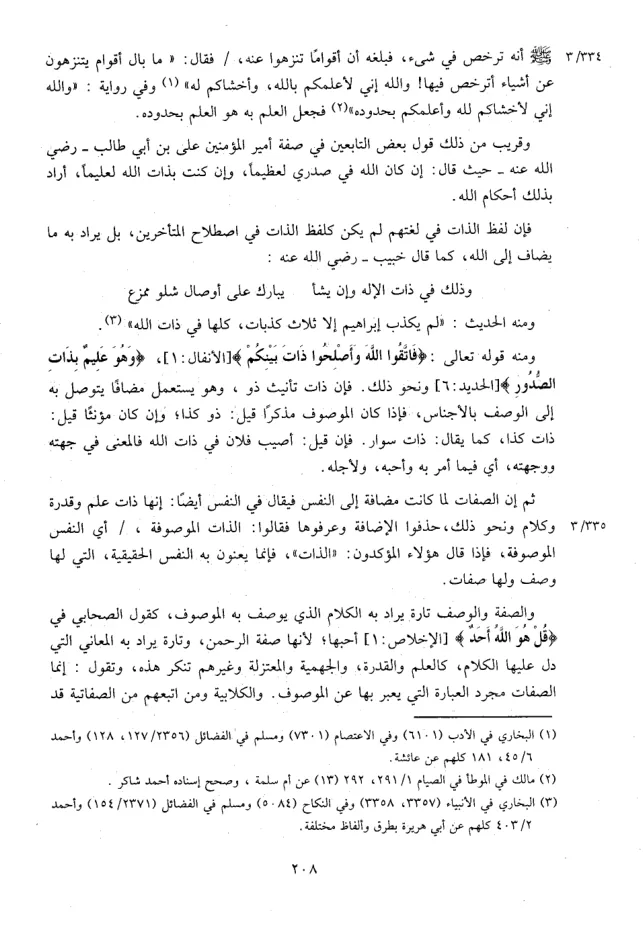 ٣/٣٣٤ ﷺ أنه ترخص في شىء، فبلغه أن أقوامًا تنزهوا عنه، / فقال: « ما بال أقوام يتنزهون
عن أشياء أترخص فيها! والله إني لأعلمكم بالله، وأخشاكم له» (١) وفي رواية : «والله
إني لأخشاكم لله وأعلمكم بحدوده»(٢) فجعل العلم به هو العلم بحدوده.
وقريب من ذلك قول بعض التابعين في صفة أمير المؤمنين على بن أبي طالب ـ رضي
الله عنه ـ حيث قال: إن كان الله في صدري لعظيماً، وإن كنت بذات الله لعليماً، أراد
بذلك أحكام الله.
فإن لفظ الذات في لغتهم لم يكن كلفظ الذات في اصطلاح المتأخرين، بل يراد به ما
يضاف إلى الله، كما قال خبيب ـ رضي الله عنه :
وذلك في ذات الإله وإن يشأ يبارك على أوصال شلو ممزع
ومنه الحديث : «لم يكذب إبراهيم إلا ثلاث كذبات، كلها في ذات الله» (٣).
ومنه قوله تعالى :﴿فَاتَّقُوا اللَّهَ وَأَصْلِحُوا ذَاتَ بَيْنِكُمْ ﴾[الأنفال:١]، ﴿وَهُوَ عَلِيمٌ بِذَاتِ
الصُّدُورِ ﴾[الحديد:٦] ونحو ذلك. فإن ذات تأنيث ذو ، وهو يستعمل مضافًا يتوصل به
إلى الوصف بالأجناس، فإذا كان الموصوف مذكرًا قيل: ذو كذا؛ وإن كان مؤنثًا قيل:
ذات كذا، كما يقال: ذات سوار. فإن قيل: أصيب فلان في ذات الله فالمعنى في جهته
ووجهته، أي فيما أمر به وأحبه، ولأجله.
ثم إن الصفات لما كانت مضافة إلى النفس فيقال في النفس أيضًا: إنها ذات علم وقدرة
٣/٣٣٥ وكلام ونحو ذلك،حذفوا الإضافة وعرفوها فقالوا: الذات الموصوفة ، / أي النفس
الموصوفة، فإذا قال هؤلاء المؤكدون: «الذات»، فإنما يعنون به النفس الحقيقية، التي لها
وصف ولها صفات.
والصفة والوصف تارة يراد به الكلام الذي يوصف به الموصوف، كقول الصحابي في
﴿قُلْ هُوَ اللَّهُ أَحَدٌ ﴾ [الإخلاص:١] أحبها؛ لأنها صفة الرحمن، وتارة يراد به المعاني التي
دل عليها الكلام، كالعلم والقدرة، والجهمية والمعتزلة وغيرهم تنكر هذه، وتقول : إنما
الصفات مجرد العبارة التي يعبر بها عن الموصوف. والكلابية ومن اتبعهم من الصفاتية قد
(١) البخاري في الأدب (٦١٠١) وفي الاعتصام (٧٣٠١) ومسلم في الفضائل (١٢٧/٢٣٥٦، ١٢٨) وأحمد
٤٥/٦، ١٨١ كلهم عن عائشة.
(٢) مالك في الموطأ في الصيام ٢٩١/١، ٢٩٢ (١٣) عن أم سلمة ، وصحح إسناده أحمد شاكر .
(٣) البخاري في الأنبياء (٣٣٥٧، ٣٣٥٨) وفي النكاح (٥٠٨٤) ومسلم في الفضائل (١٥٤/٢٣٧١) وأحمد
٤٠٣/٢ كلهم عن أبي هريرة بطرق وألفاظ مختلفة.
٢٠٨